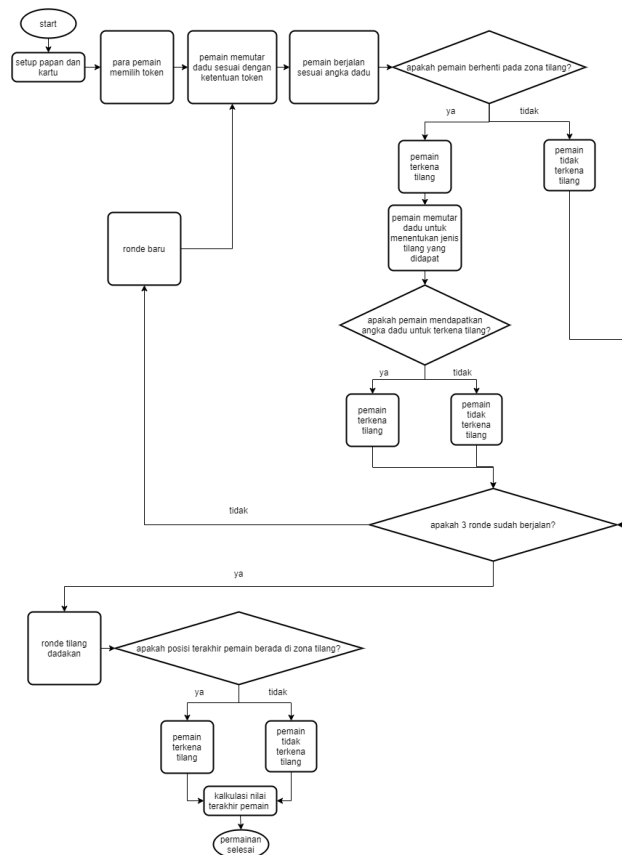 start
setup papan dan
kartu
para pemain
memilih token
pemain memutar
dadu sesuai dengan
ketentuan token
pemain berjalan
sesuai angka dadu
apakah pemain berhenti pada zona tilang?
ya
tidak
pemain
terkena
tilang
pemain
tidak
terkena
tilang
pemain memutar
dadu untuk
menentukan jenis
tilang yang
didapat
ronde baru
apakah pemain mendapatkan
angka dadu untuk terkena tilang?
ya
tidak
pemain
terkena
tilang
pemain
tidak
terkena
tilang
apakah 3 ronde sudah berjalan?
tidak
ya
ronde tilang
dadakan
apakah posisi terakhir pemain berada di zona tilang?
ya
tidak
pemain
terkena
tilang
pemain
tidak
terkena
tilang
kalkulasi nilai
terakhir pemain
permainan
selesai